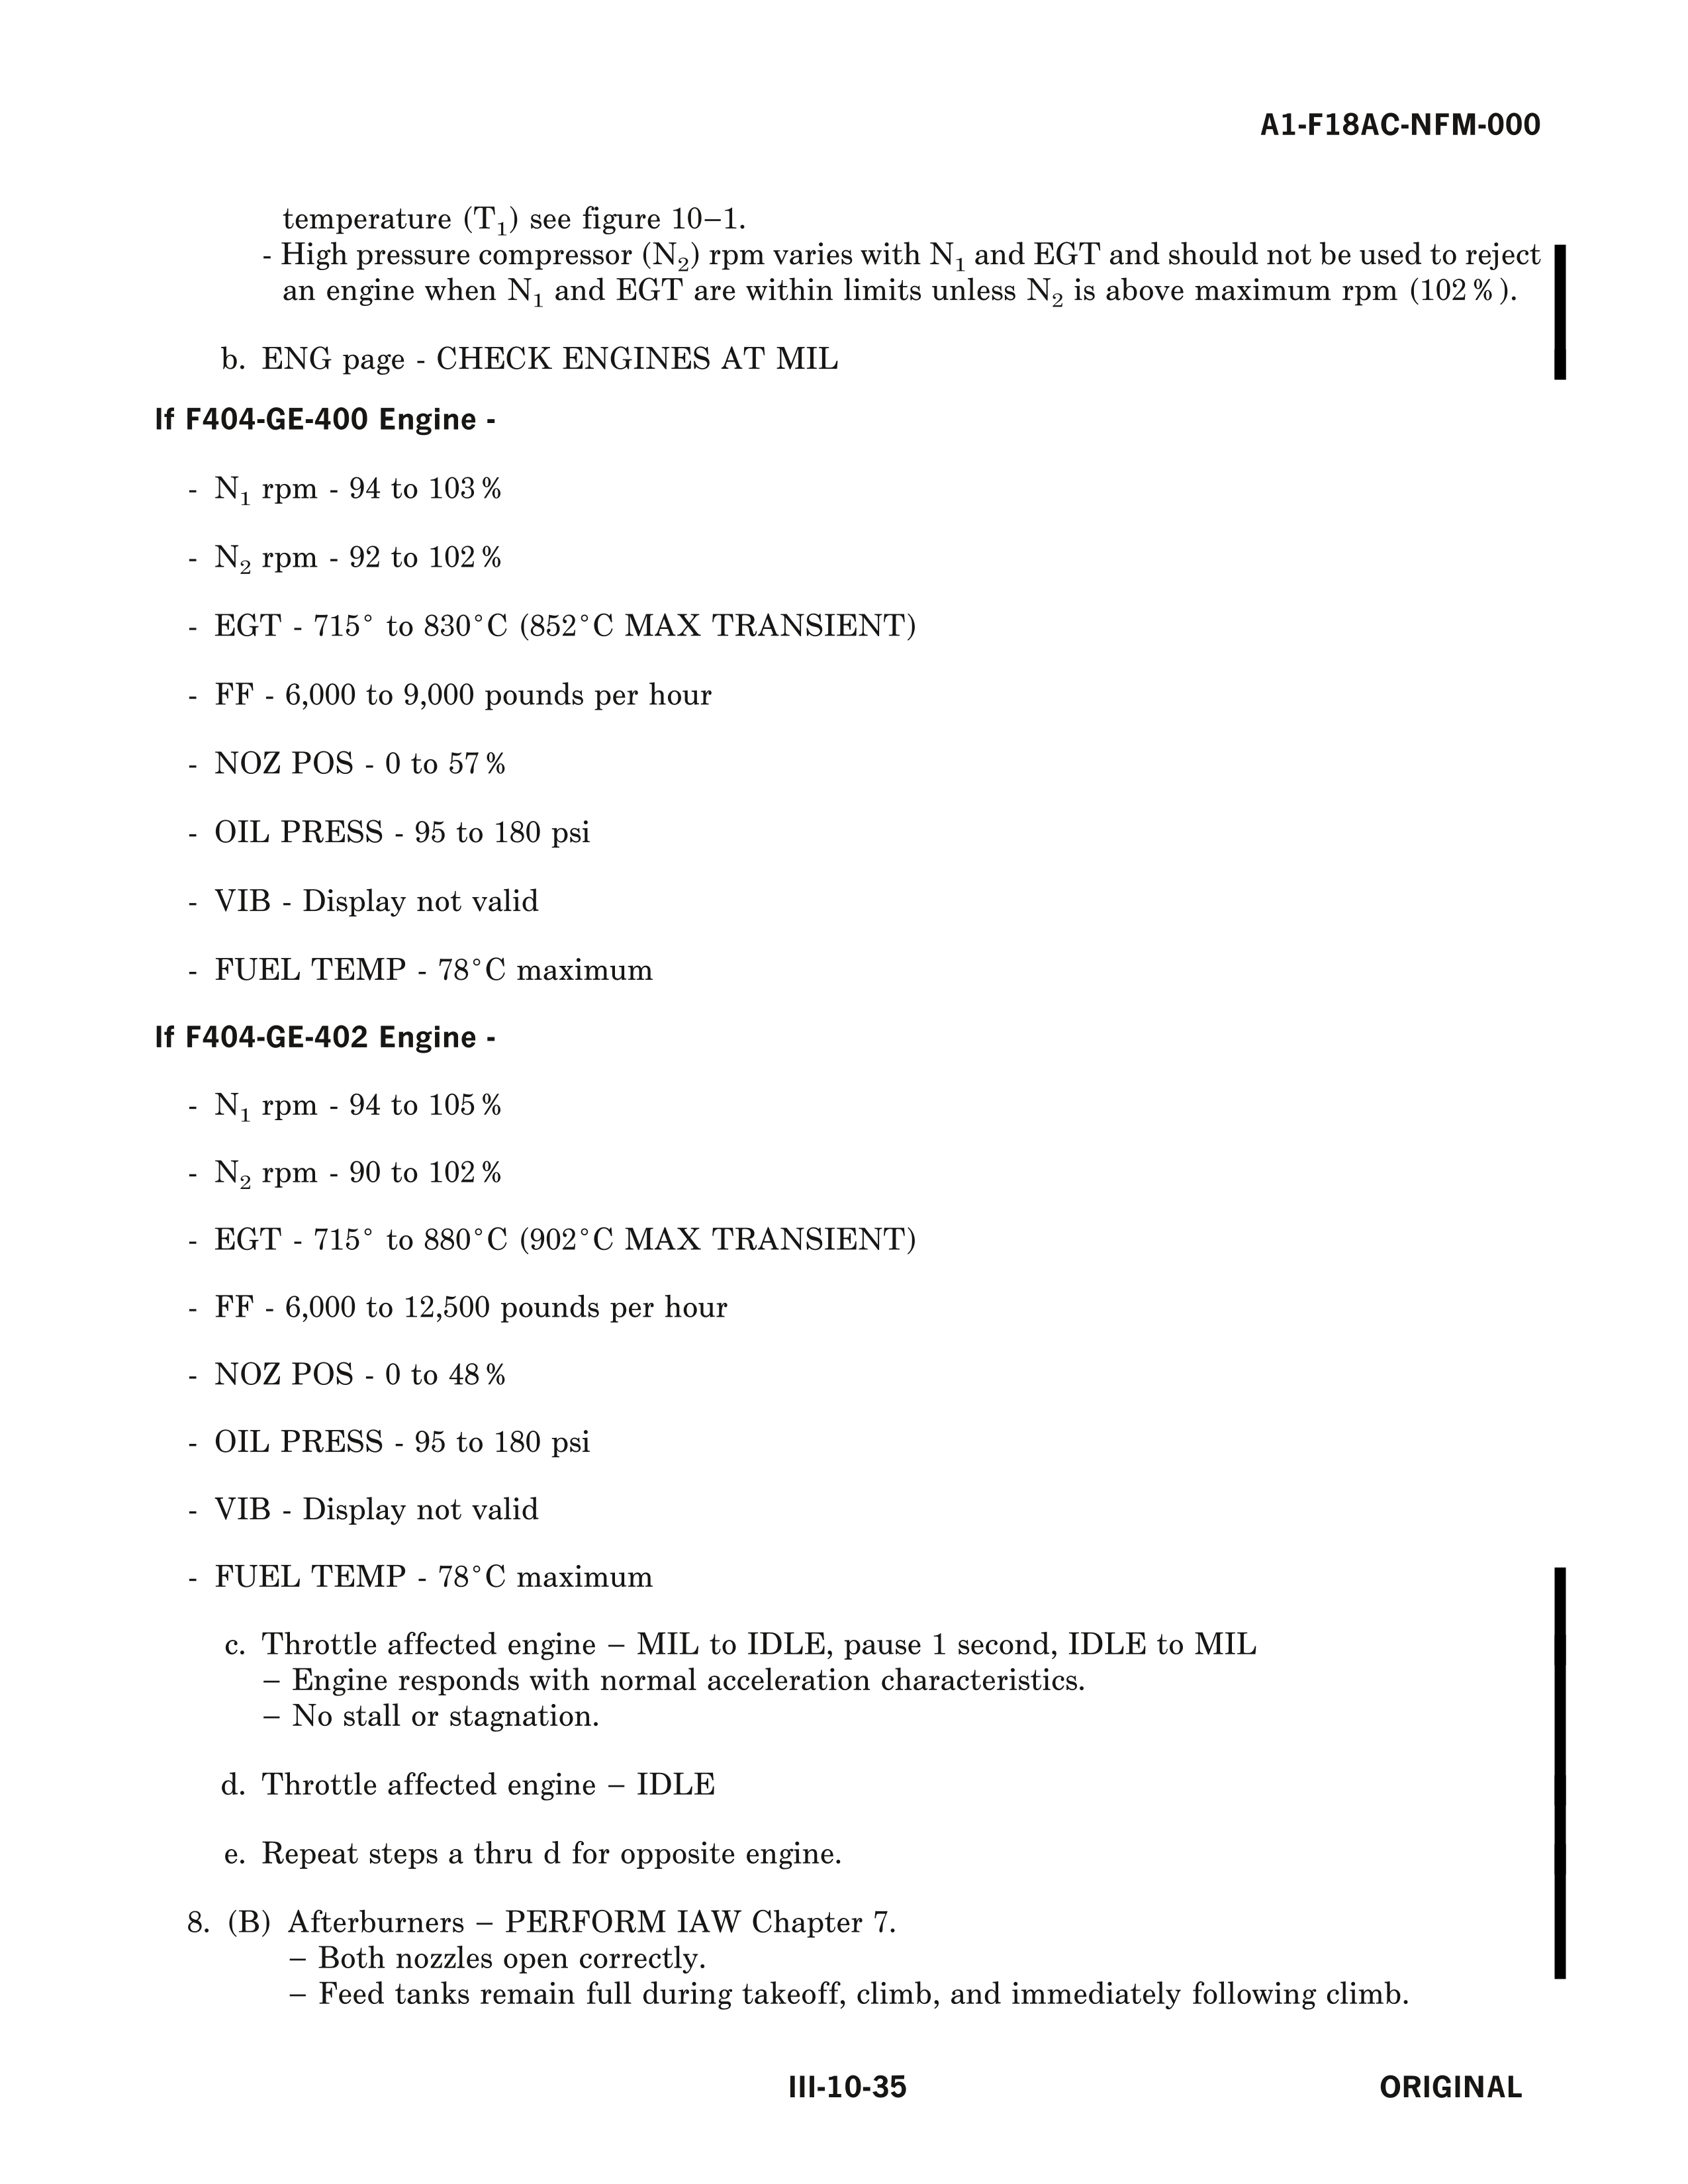 A1-F18AC-NFM-000
temperature (T₁) see figure 10–1.
- High pressure compressor (N₂) rpm varies with N₁ and EGT and should not be used to reject
an engine when N₁ and EGT are within limits unless N₂ is above maximum rpm (102%).
b. ENG page - CHECK ENGINES AT MIL
If F404-GE-400 Engine -
- N₁ rpm - 94 to 103%
- N₂ rpm - 92 to 102%
- EGT - 715° to 830°C (852°C MAX TRANSIENT)
- FF - 6,000 to 9,000 pounds per hour
- NOZ POS - 0 to 57%
- OIL PRESS - 95 to 180 psi
- VIB - Display not valid
- FUEL TEMP - 78°C maximum
If F404-GE-402 Engine -
- N₁ rpm - 94 to 105%
- N₂ rpm - 90 to 102%
- EGT - 715° to 880°C (902°C MAX TRANSIENT)
- FF - 6,000 to 12,500 pounds per hour
- NOZ POS - 0 to 48%
- OIL PRESS - 95 to 180 psi
- VIB - Display not valid
- FUEL TEMP - 78°C maximum
c. Throttle affected engine – MIL to IDLE, pause 1 second, IDLE to MIL
– Engine responds with normal acceleration characteristics.
– No stall or stagnation.
d. Throttle affected engine – IDLE
e. Repeat steps a thru d for opposite engine.
8. (B) Afterburners – PERFORM IAW Chapter 7.
– Both nozzles open correctly.
– Feed tanks remain full during takeoff, climb, and immediately following climb.
III-10-35
ORIGINAL